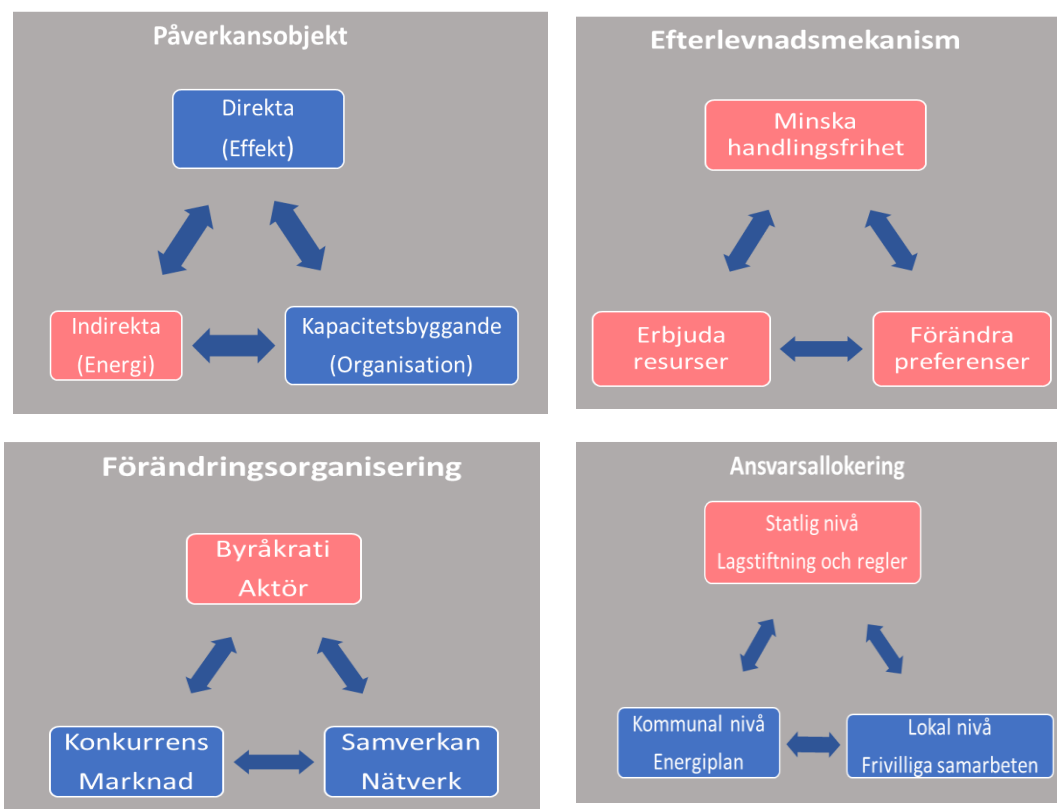 Påverkansobjekt
Direkta
(Effekt)
Indirekta
(Energi)
Kapacitetsbyggande
(Organisation)
Efterlevnadsmekanism
Minska
handlingsfrihet
Erbjuda
resurser
Förändra
preferenser
Förändringsorganisering
Byråkrati
Aktör
Konkurrens
Marknad
Samverkan
Nätverk
Ansvarsallokering
Statlig nivå
Lagstiftning och regler
Kommunal nivå
Energiplan
Lokal nivå
Frivilliga samarbeten